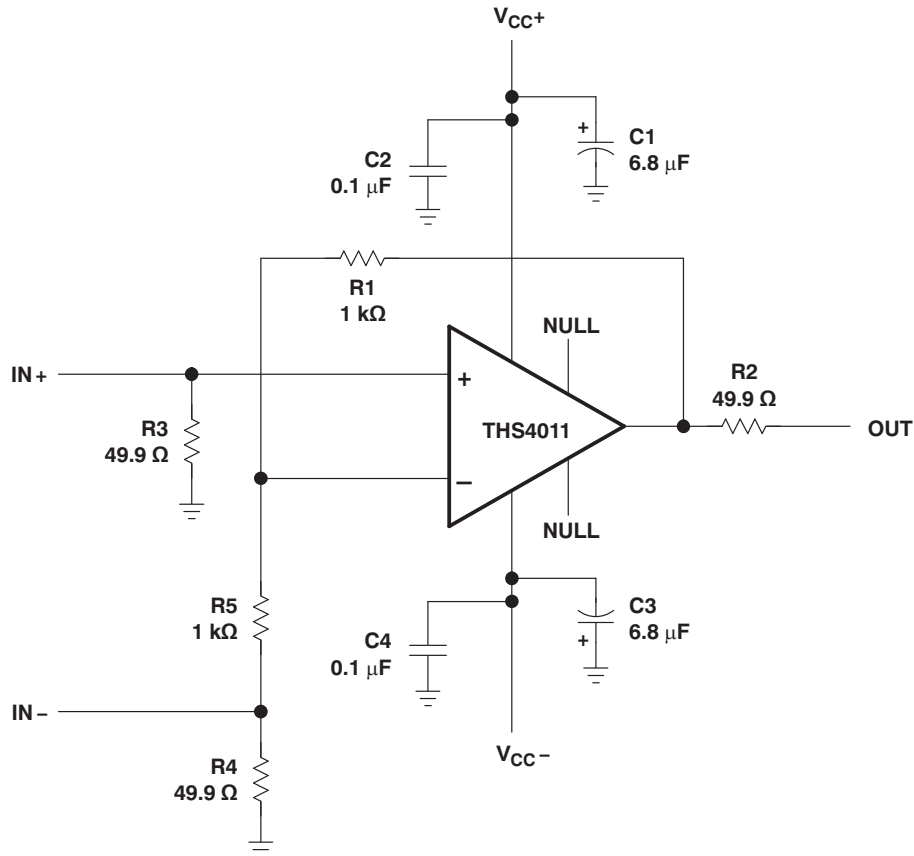 VCC+
C1
6.8 µF
C2
0.1 µF
R1
1 kΩ
NULL
IN+
+
R2
49.9 Ω
R3
49.9 Ω
THS4011
OUT
−
NULL
R5
1 kΩ
C3
6.8 µF
C4
0.1 µF
IN−
VCC−
R4
49.9 Ω
+
+